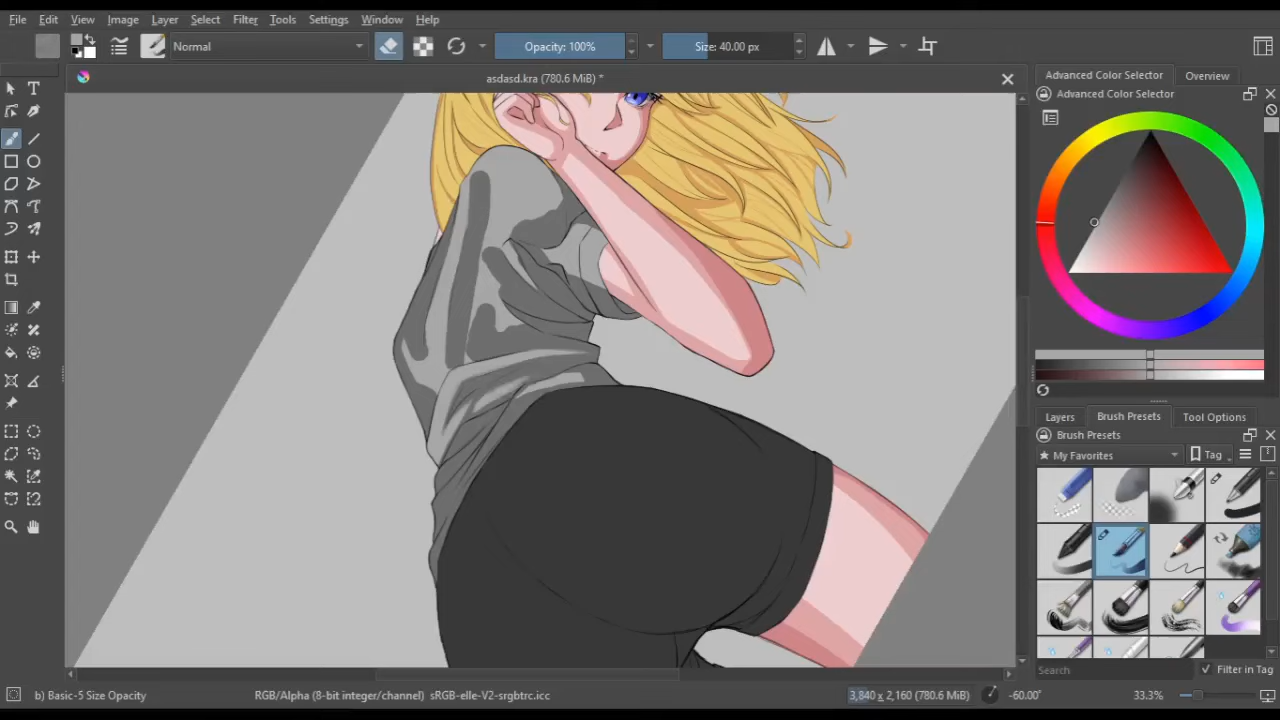 File Edit View Image Layer Select Filter Tools Settings Window Help
Normal Opacity: 100% Size: 40.00 px
asdasd.kra (780.6 MiB) *
Advanced Color Selector Overview
Advanced Color Selector
Layers Brush Presets Tool Options
Brush Presets
★ My Favorites Tag
Search Filter in Tag
b) Basic-5 Size Opacity RGB/Alpha (8-bit integer/channel) sRGB-elle-V2-srgbtrc.icc 3,840 x 2,160 (780.6 MiB) -60.00° 33.3%